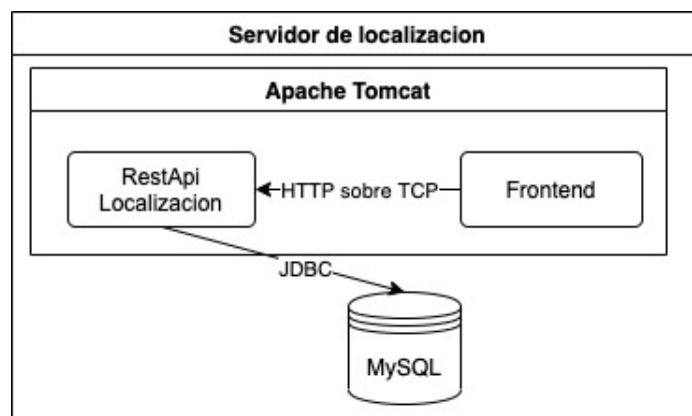 Servidor de localizacion
Apache Tomcat
RestApi
Localizacion
HTTP sobre TCP
Frontend
JDBC
MySQL